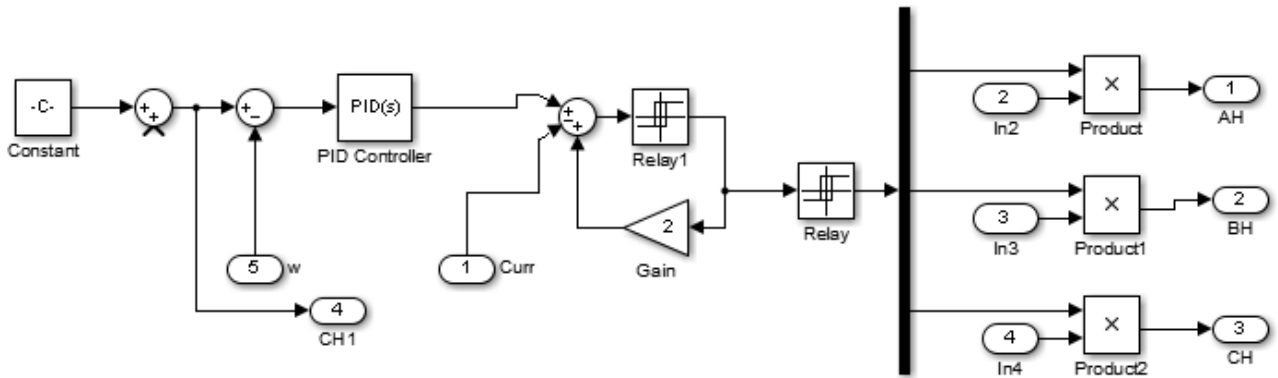 -C-
Constant
+
+
+
−
PID(s)
PID Controller
+
−
+
Relay1
2
Gain
5
w
1
Curr
4
CH1
Relay
2
In2
×
Product
1
AH
3
In3
×
Product1
2
BH
4
In4
×
Product2
3
CH